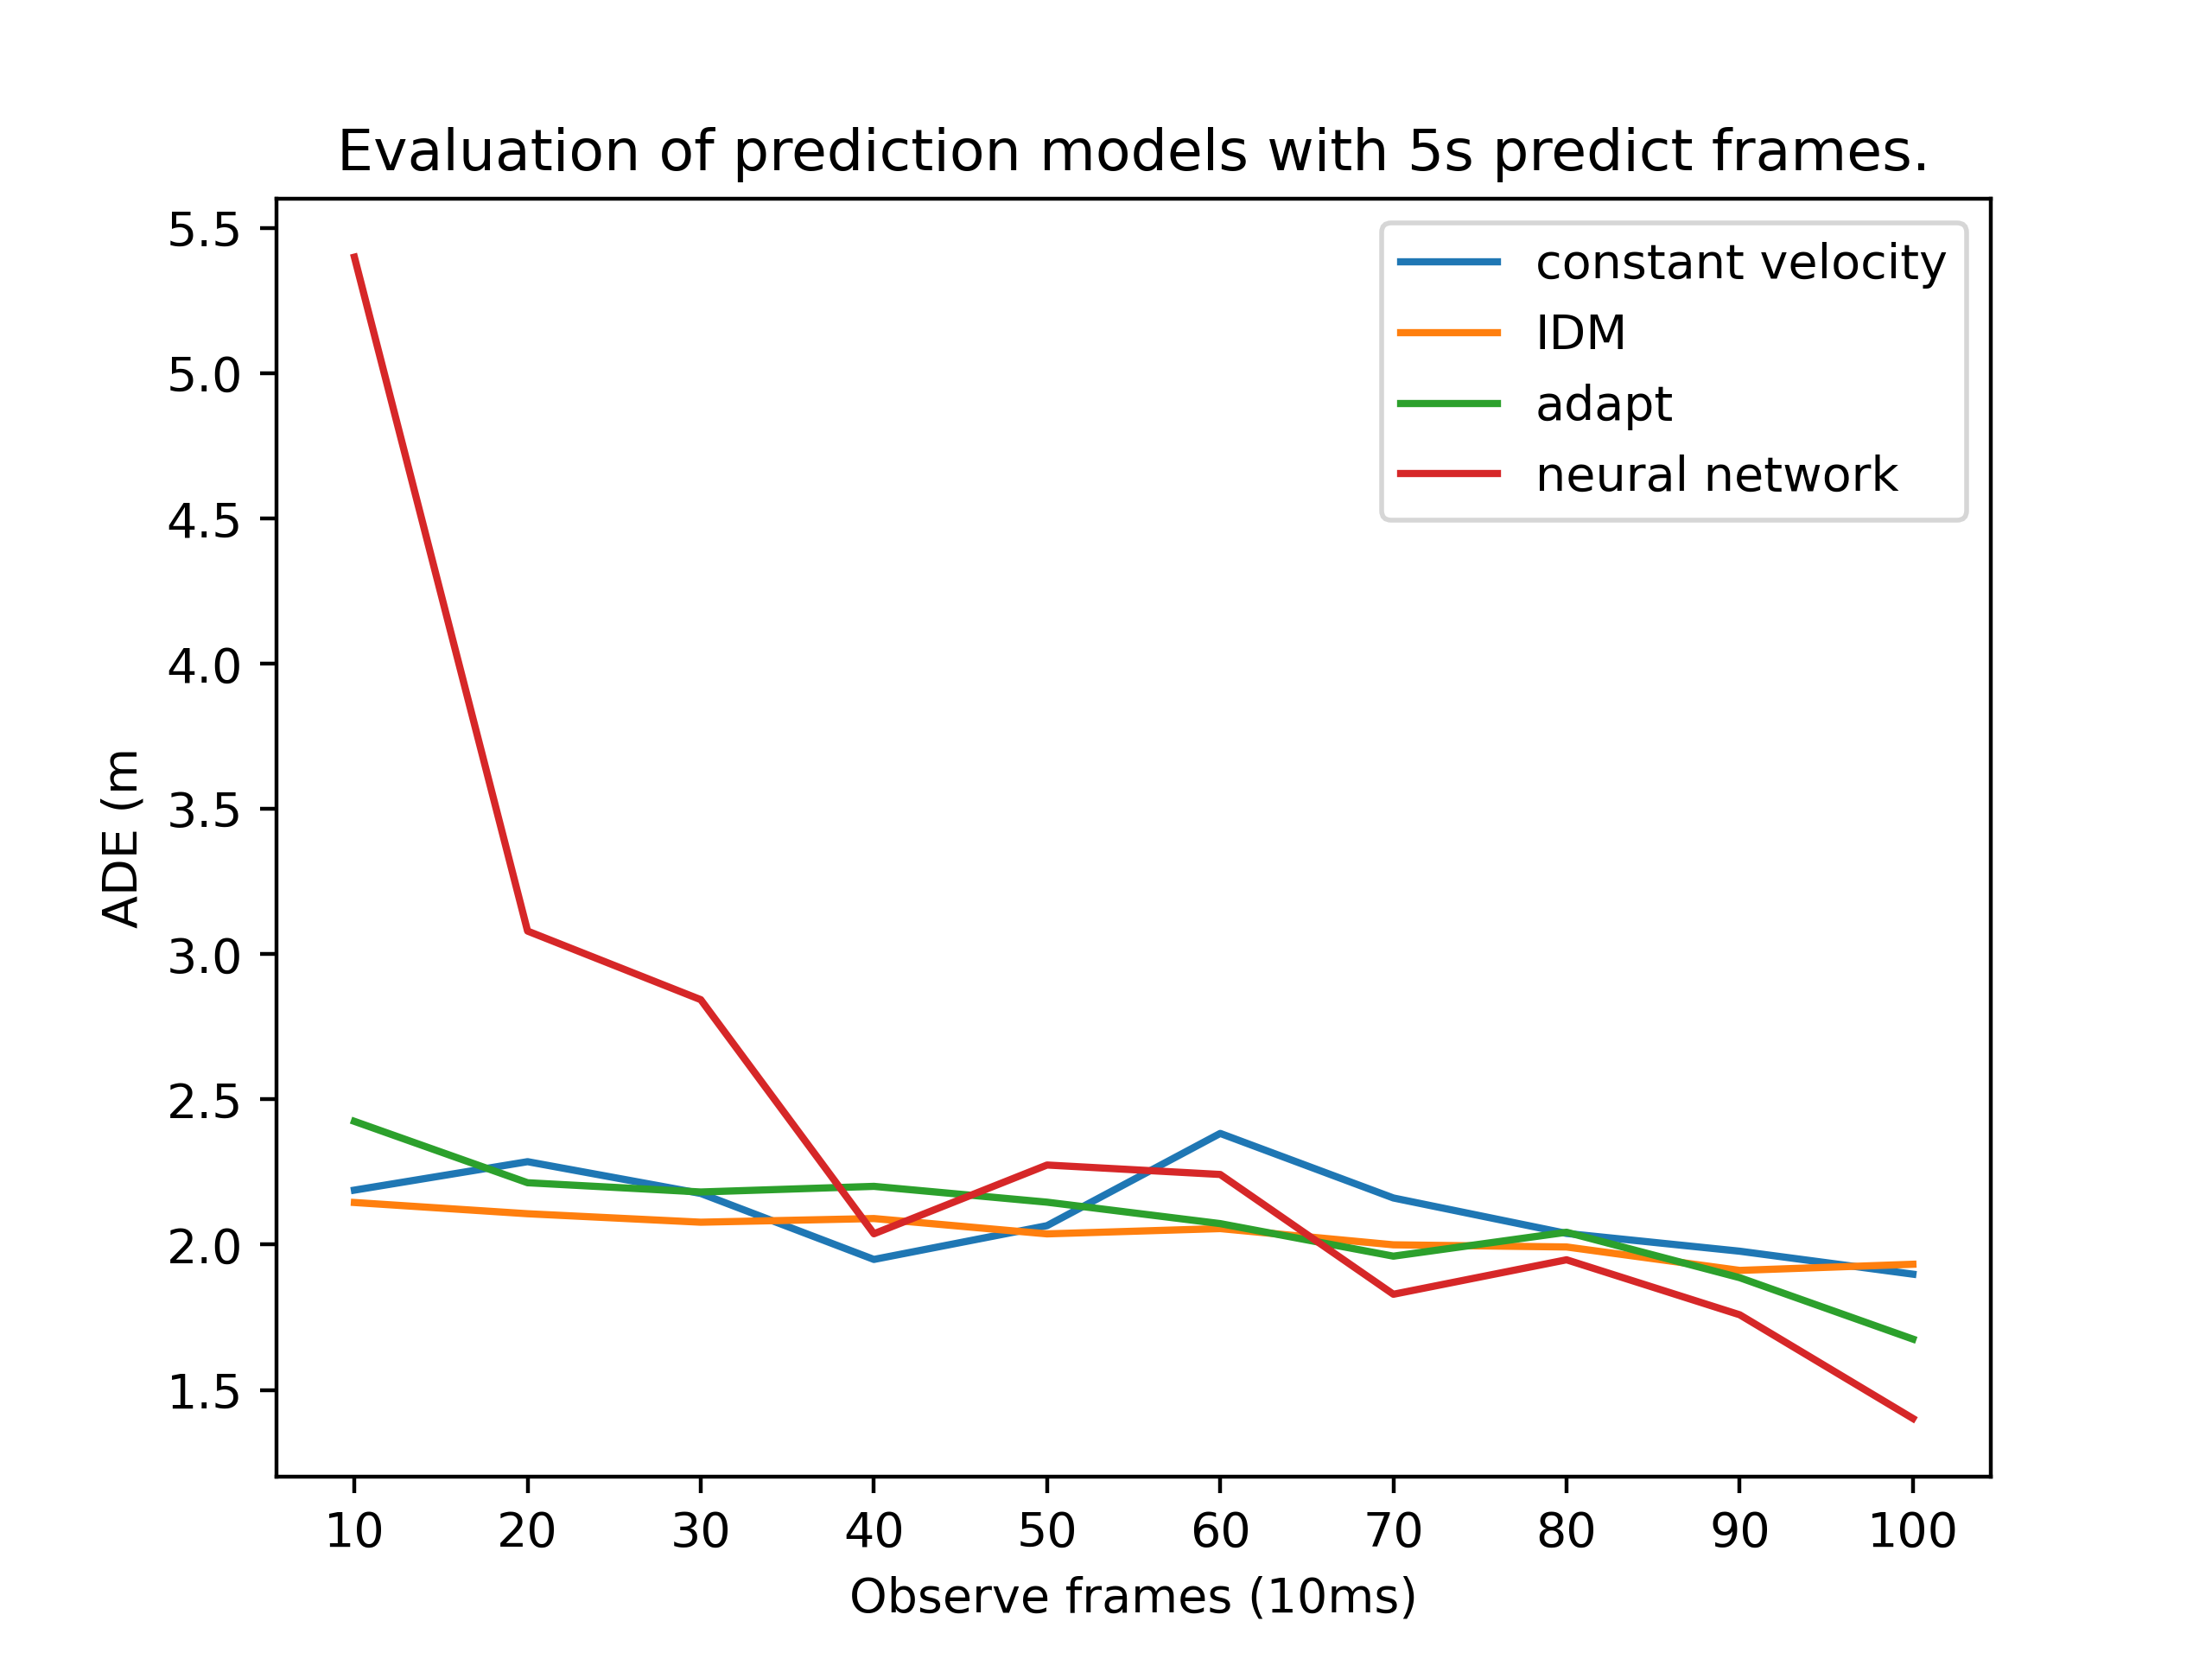 Evaluation of prediction models with 5s predict frames.
5.5
5.0
4.5
4.0
3.5
3.0
2.5
2.0
1.5
ADE (m
constant velocity
IDM
adapt
neural network
10 20 30 40 50 60 70 80 90 100
Observe frames (10ms)